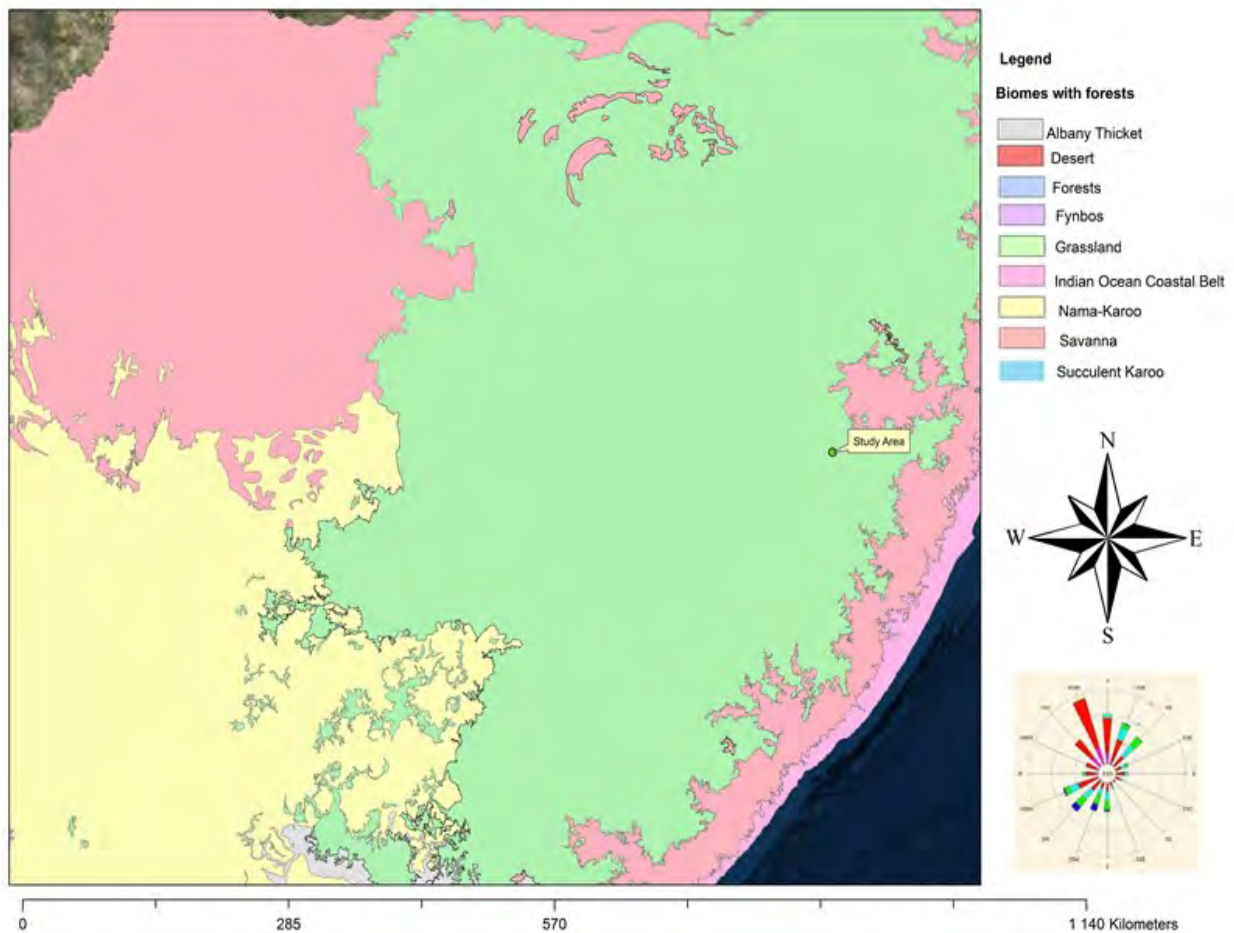 Legend
Biomes with forests
Albany Thicket
Desert
Forests
Fynbos
Grassland
Indian Ocean Coastal Belt
Nama-Karoo
Savanna
Succulent Karoo
Study Area
N
W
E
S
0
285
570
1 140 Kilometers